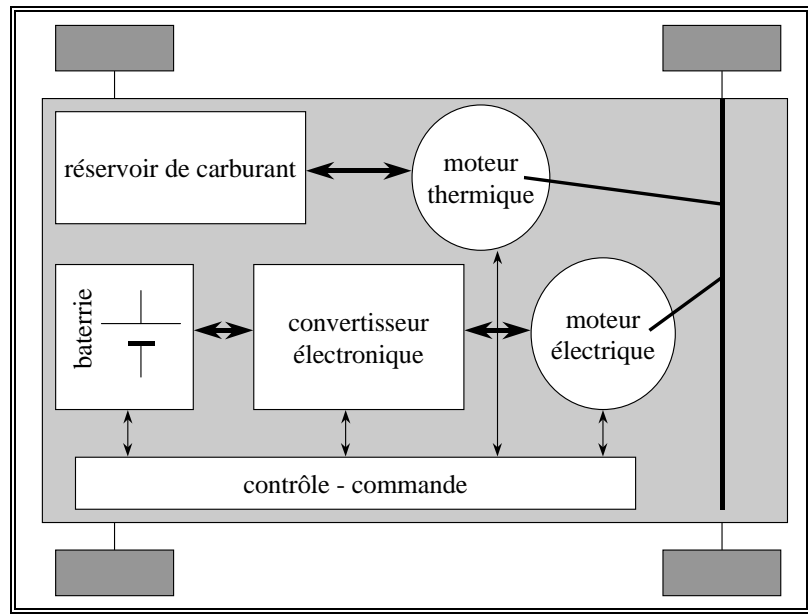 réservoir de carburant
moteur
thermique
baterrie
convertisseur
électronique
moteur
électrique
contrôle - commande